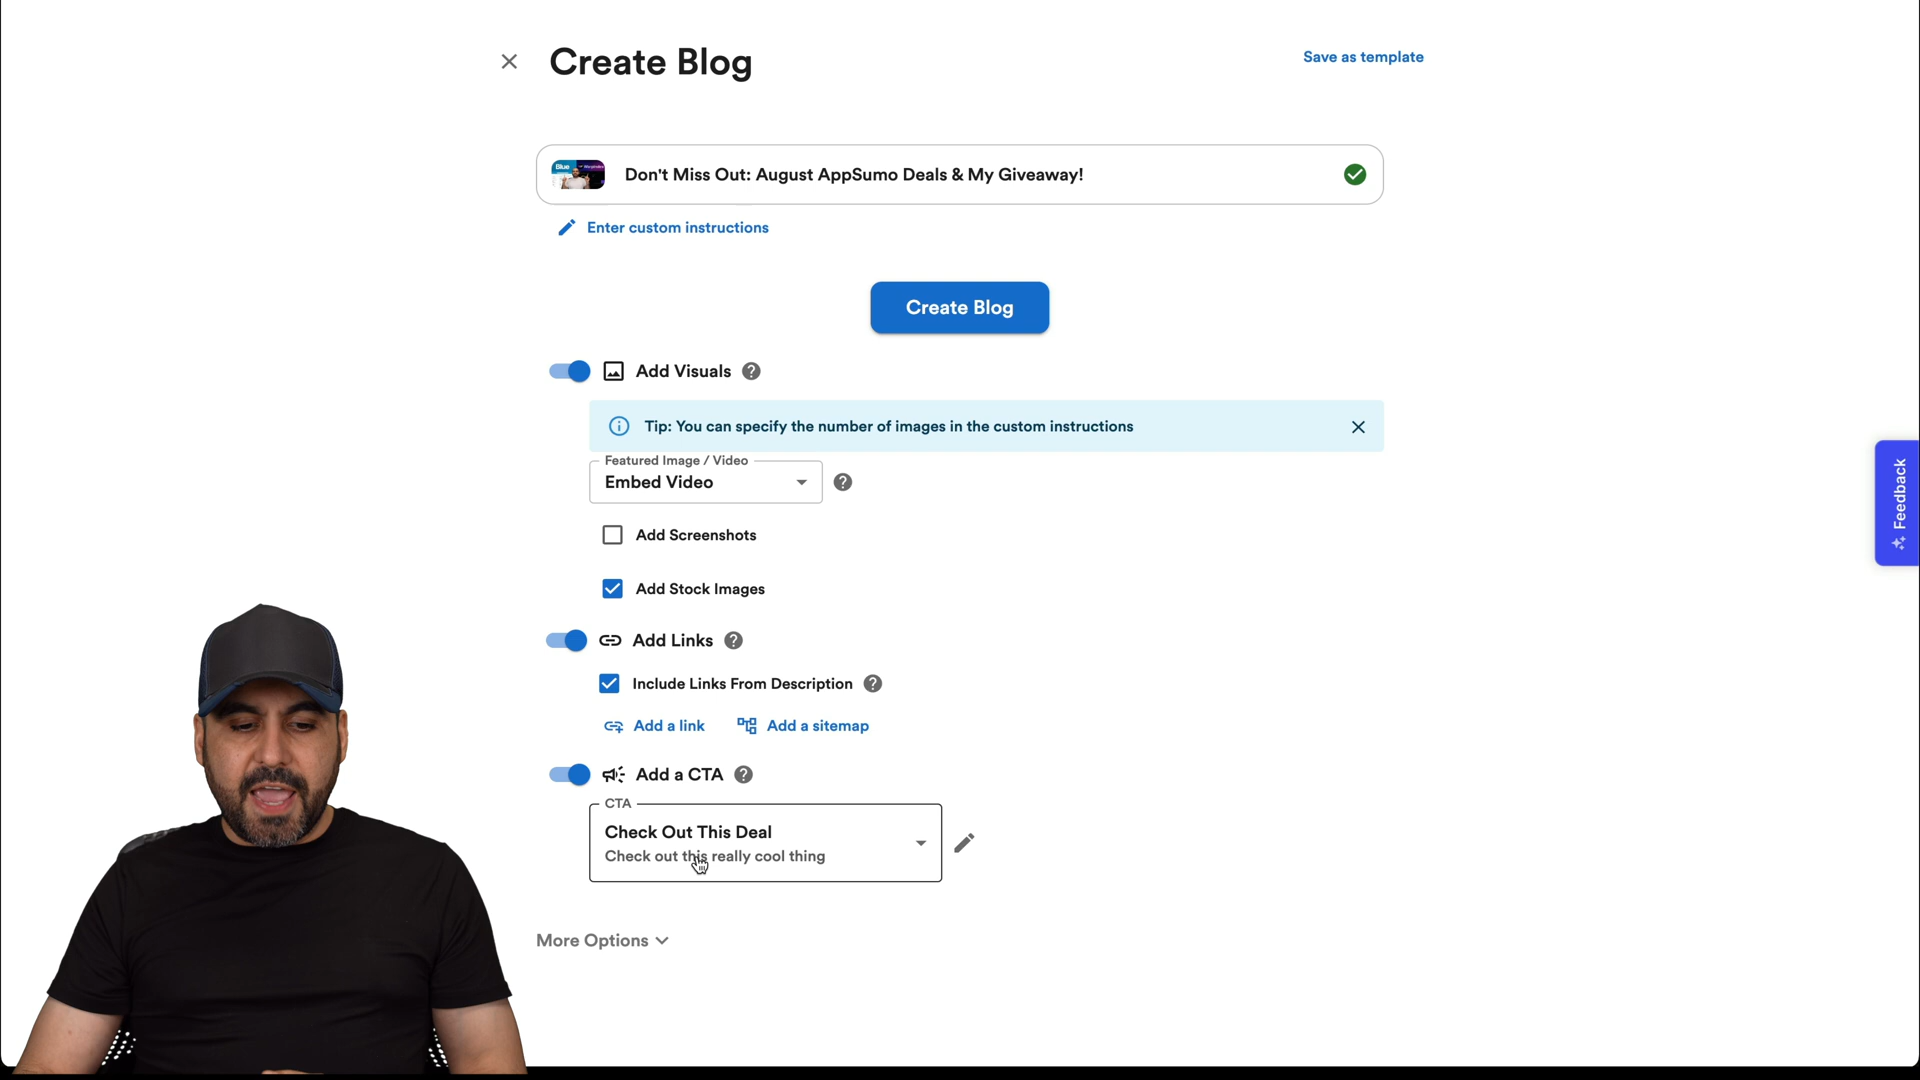 Create Blog
Save as template
Blue
Don't Miss Out: August AppSumo Deals & My Giveaway!
Enter custom instructions
Create Blog
Add Visuals
Tip: You can specify the number of images in the custom instructions
Featured Image / Video
Embed Video
Add Screenshots
Add Stock Images
Add Links
Include Links From Description
Add a link
Add a sitemap
Add a CTA
CTA
Check Out This Deal
Check out this really cool thing
More Options
Feedback